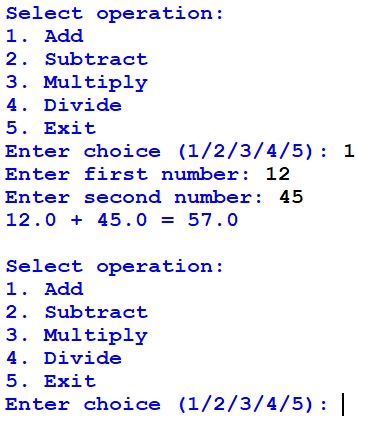 Select operation:
1. Add
2. Subtract
3. Multiply
4. Divide
5. Exit
Enter choice (1/2/3/4/5): 1
Enter first number: 12
Enter second number: 45
12.0 + 45.0 = 57.0

Select operation:
1. Add
2. Subtract
3. Multiply
4. Divide
5. Exit
Enter choice (1/2/3/4/5):